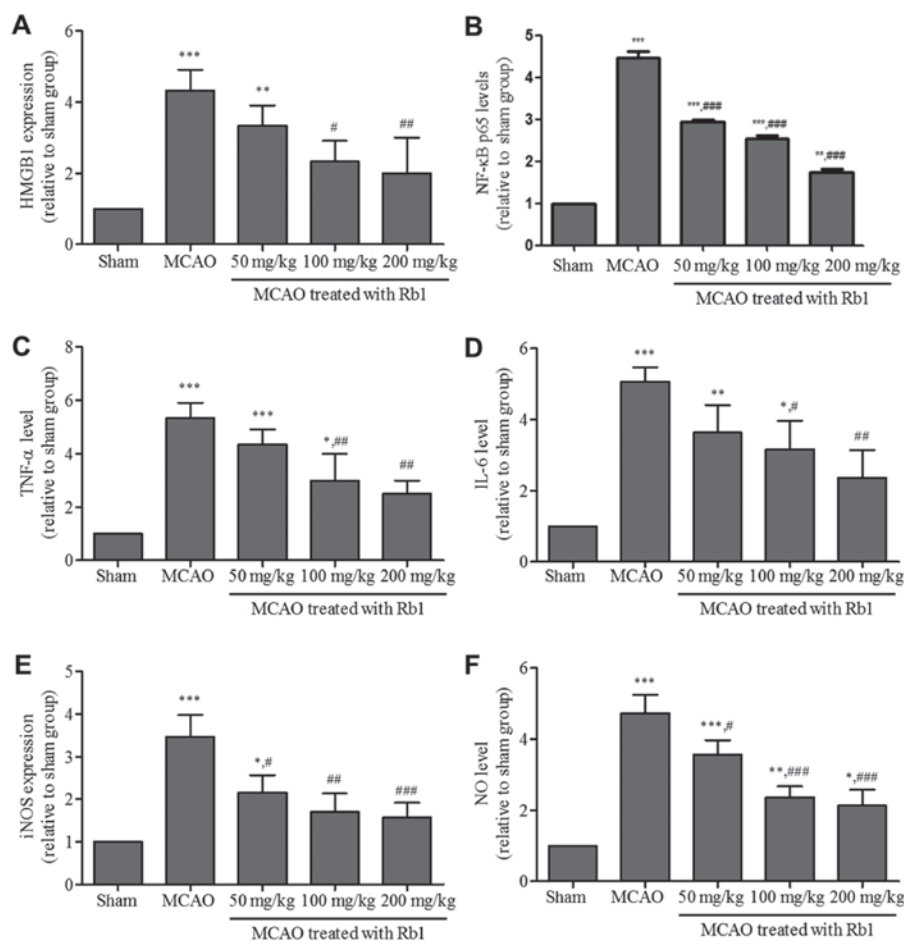 A
HMGB1 expression
(relative to sham group)
6
4
2
0
***
**
#
##
Sham MCAO 50 mg/kg 100 mg/kg 200 mg/kg
MCAO treated with Rb1
B
NF-κB p65 levels
(relative to sham group)
5
4
3
2
1
0
***
***,###
***,###
**,###
Sham MCAO 50 mg/kg 100 mg/kg 200 mg/kg
MCAO treated with Rb1
C
TNF-α level
(relative to sham group)
8
6
4
2
0
***
***
*,##
##
Sham MCAO 50 mg/kg 100 mg/kg 200 mg/kg
MCAO treated with Rb1
D
IL-6 level
(relative to sham group)
6
4
2
0
***
**
*,#
##
Sham MCAO 50 mg/kg 100 mg/kg 200 mg/kg
MCAO treated with Rb1
E
iNOS expression
(relative to sham group)
5
4
3
2
1
0
***
*,#
##
###
Sham MCAO 50 mg/kg 100 mg/kg 200 mg/kg
MCAO treated with Rb1
F
NO level
(relative to sham group)
6
4
2
0
***
***,#
**,###
*,###
Sham MCAO 50 mg/kg 100 mg/kg 200 mg/kg
MCAO treated with Rb1